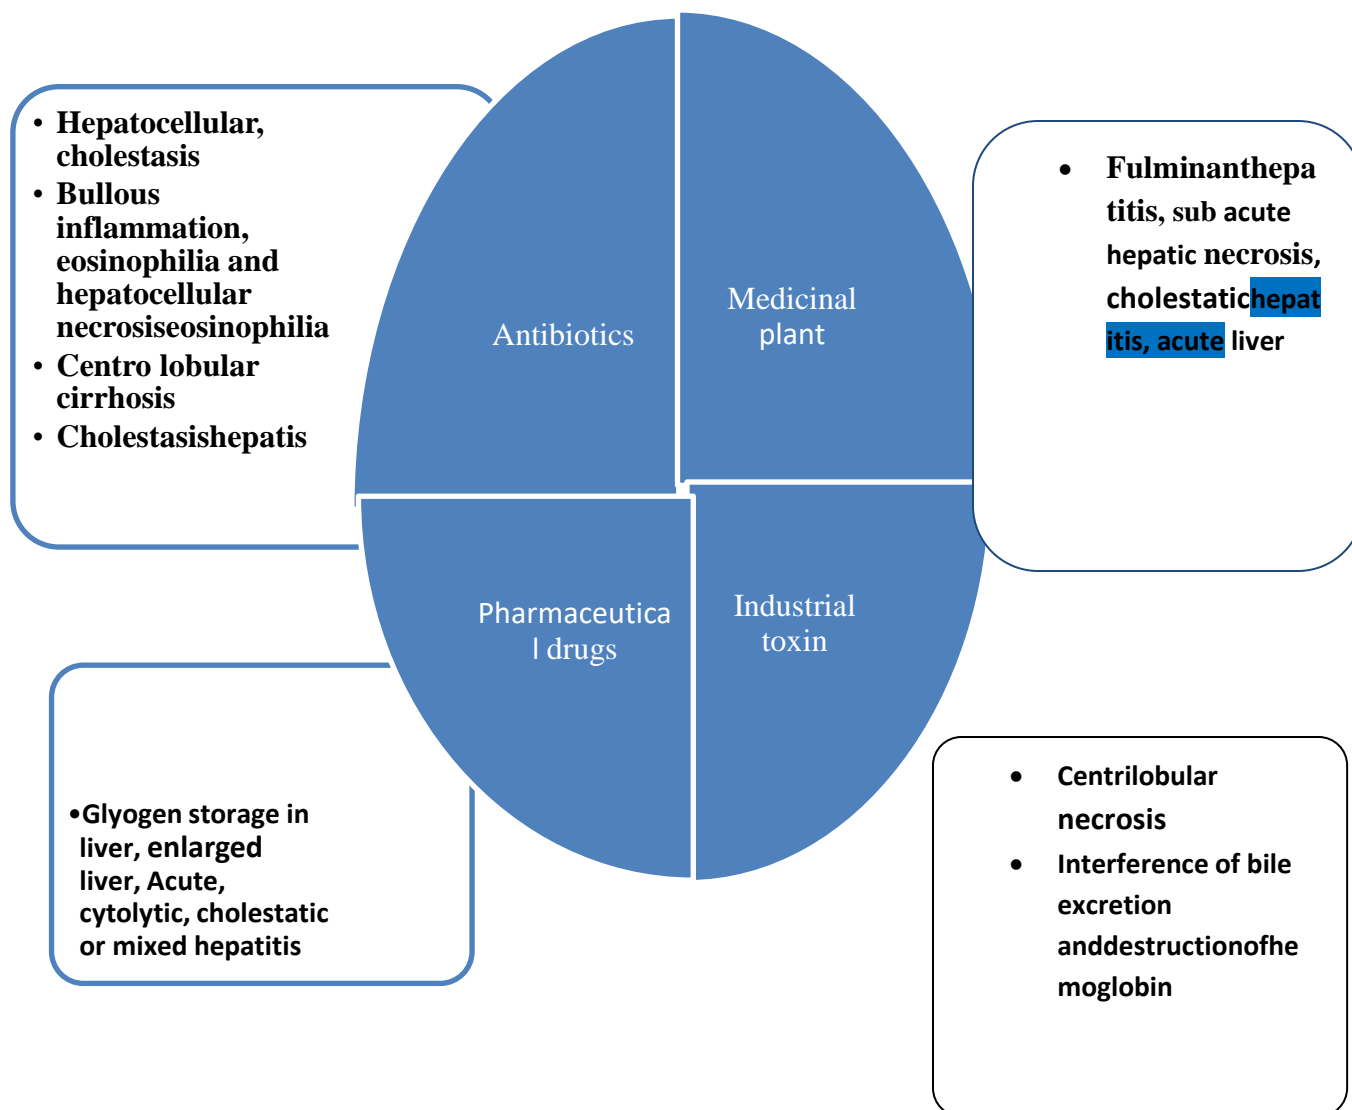 • Hepatocellular,
cholestasis
• Bullous
inflammation,
eosinophilia and
hepatocellular
necrosiseosinophilia
• Centro lobular
cirrhosis
• Cholestasishepatis
Antibiotics
Medicinal
plant
• Fulminanthepa
titis, sub acute
hepatic necrosis,
cholestatichepat
itis, acute liver
Pharmaceutica
l drugs
Industrial
toxin
•Glyogen storage in
liver, enlarged
liver, Acute,
cytolytic, cholestatic
or mixed hepatitis
• Centrilobular
necrosis
• Interference of bile
excretion
anddestructionofhe
moglobin